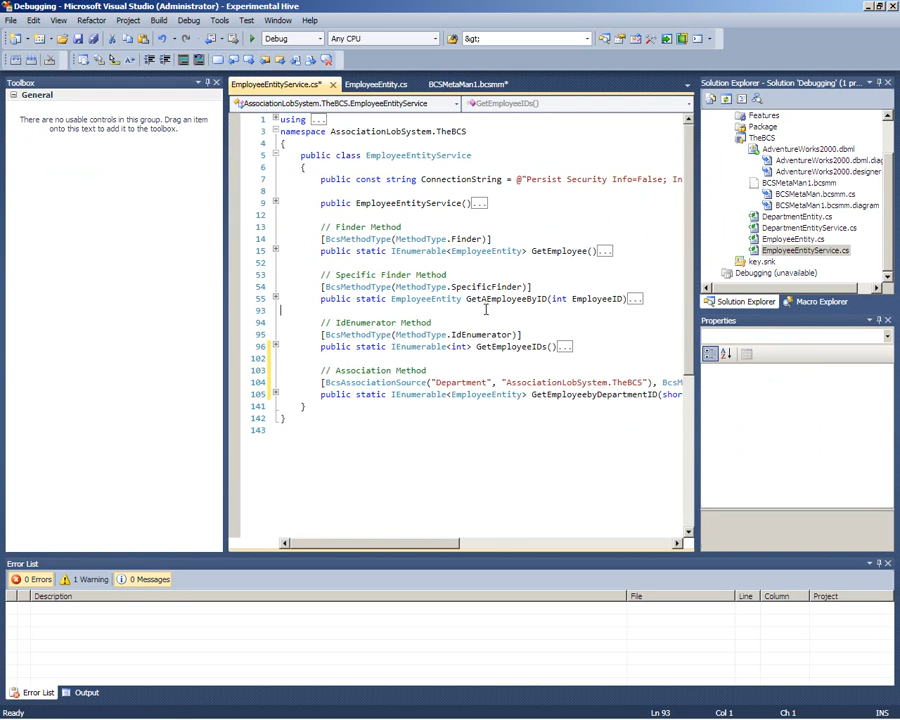 Debugging - Microsoft Visual Studio (Administrator) - Experimental Hive
File Edit View Refactor Project Build Debug Tools Test Window Help
Debug Any CPU &gt;
Toolbox
General
There are no usable controls in this group. Drag an item
onto this text to add it to the toolbox.
EmployeeEntityService.cs* EmployeeEntity.cs BCSMetaMan1.bcsmm*
AssociationLobSystem.TheBCS.EmployeeEntityService GetEmployeeIDs()
1 using ...
3 namespace AssociationLobSystem.TheBCS
4 {
5 public class EmployeeEntityService
6 {
7 public const string ConnectionString = @"Persist Security Info=False; In
8
9 public EmployeeEntityService()...
12
13 // Finder Method
14 [BcsMethodType(MethodType.Finder)]
15 public static IEnumerable<EmployeeEntity> GetEmployee()...
52
53 // Specific Finder Method
54 [BcsMethodType(MethodType.SpecificFinder)]
55 public static EmployeeEntity GetAEmployeeByID(int EmployeeID)...
93
94 // IdEnumerator Method
95 [BcsMethodType(MethodType.IdEnumerator)]
96 public static IEnumerable<int> GetEmployeeIDs()...
102
103 // Association Method
104 [BcsAssociationSource("Department", "AssociationLobSystem.TheBCS"), BcsM
105 public static IEnumerable<EmployeeEntity> GetEmployeebyDepartmentID(shor
141 }
142 }
143
Solution Explorer - Solution 'Debugging' (1 p...
Features
Package
TheBCS
AdventureWorks2000.dbml
AdventureWorks2000.dbml.diag
AdventureWorks2000.designer
BCSMetaMan1.bcsmm
BCSMetaMan.bcsmm.cs
BCSMetaMan1.bcsmm.diagram
DepartmentEntity.cs
DepartmentEntityService.cs
EmployeeEntity.cs
EmployeeEntityService.cs
key.snk
Debugging (unavailable)
Solution Explorer Macro Explorer
Properties
Error List
0 Errors 1 Warning 0 Messages
Description File Line Column Project
Error List Output
Ready Ln 93 Col 1 Ch 1 INS